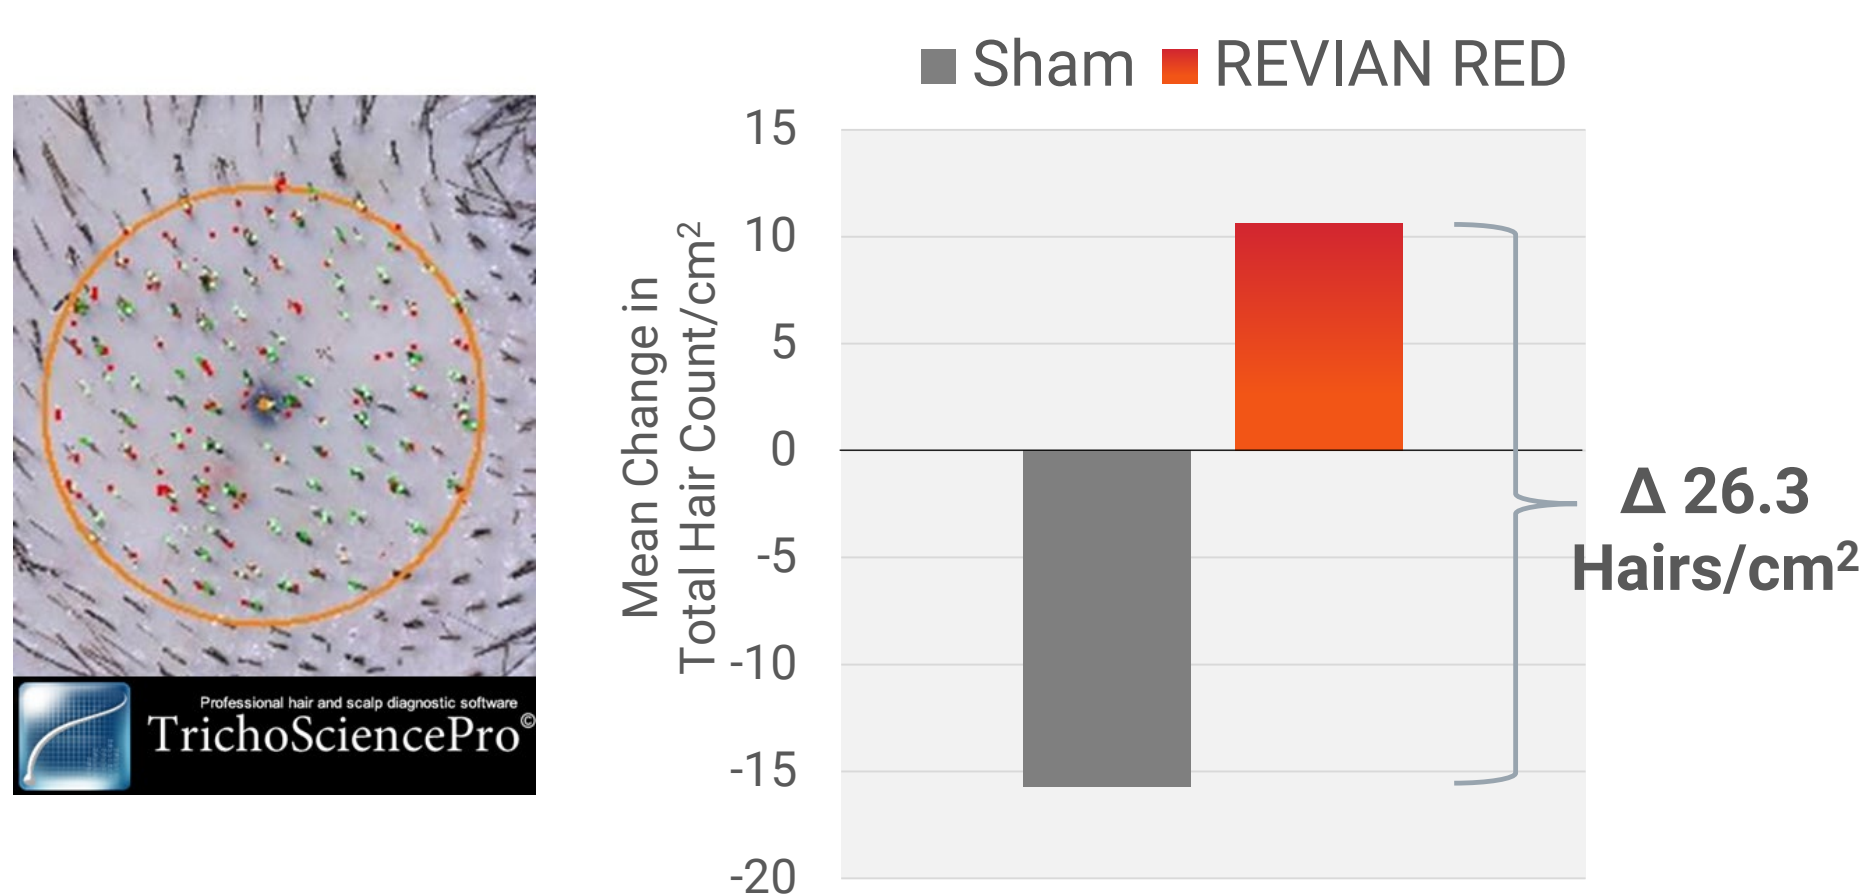 Sham REVIAN RED
15
10
5
0
-5
-10
-15
-20
Mean Change in
Total Hair Count/cm²
Δ 26.3
Hairs/cm²
Professional hair and scalp diagnostic software
TrichoSciencePro©